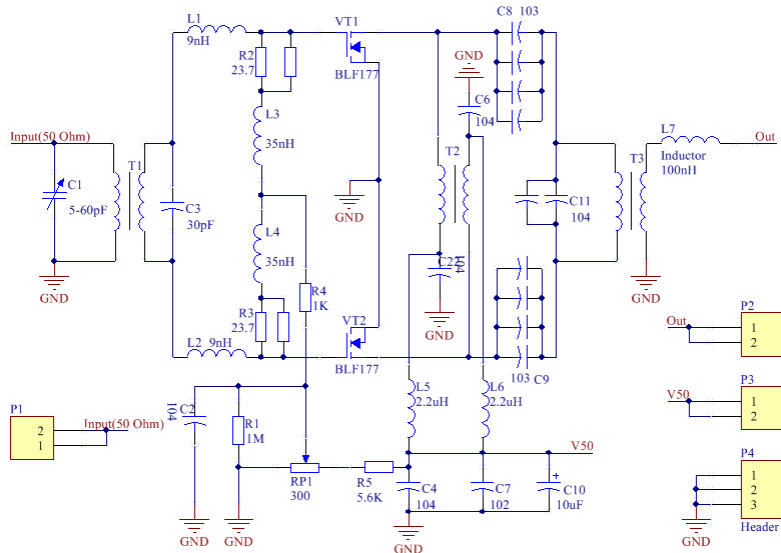 L1
9nH
VT1
BLF177
C8 103
R2
23.7
GND
C6
104
L3
35nH
Input(50 Ohm)
T1
C1
5-60pF
GND
C3
30pF
GND
T2
C11
104
T3
L7
Inductor
100nH
Out
GND
L4
35nH
R4
1K
C22
104
GND
R3
23.7
VT2
BLF177
L2 9nH
103 C9
P2
Out
1
2
P3
V50
1
2
P4
1
2
3
Header
GND
P1
2
1
Input(50 Ohm)
C2
104
R1
1M
L5
2.2uH
L6
2.2uH
V50
RP1
300
R5
5.6K
C4
104
C7
102
+
C10
10uF
GND
GND
GND